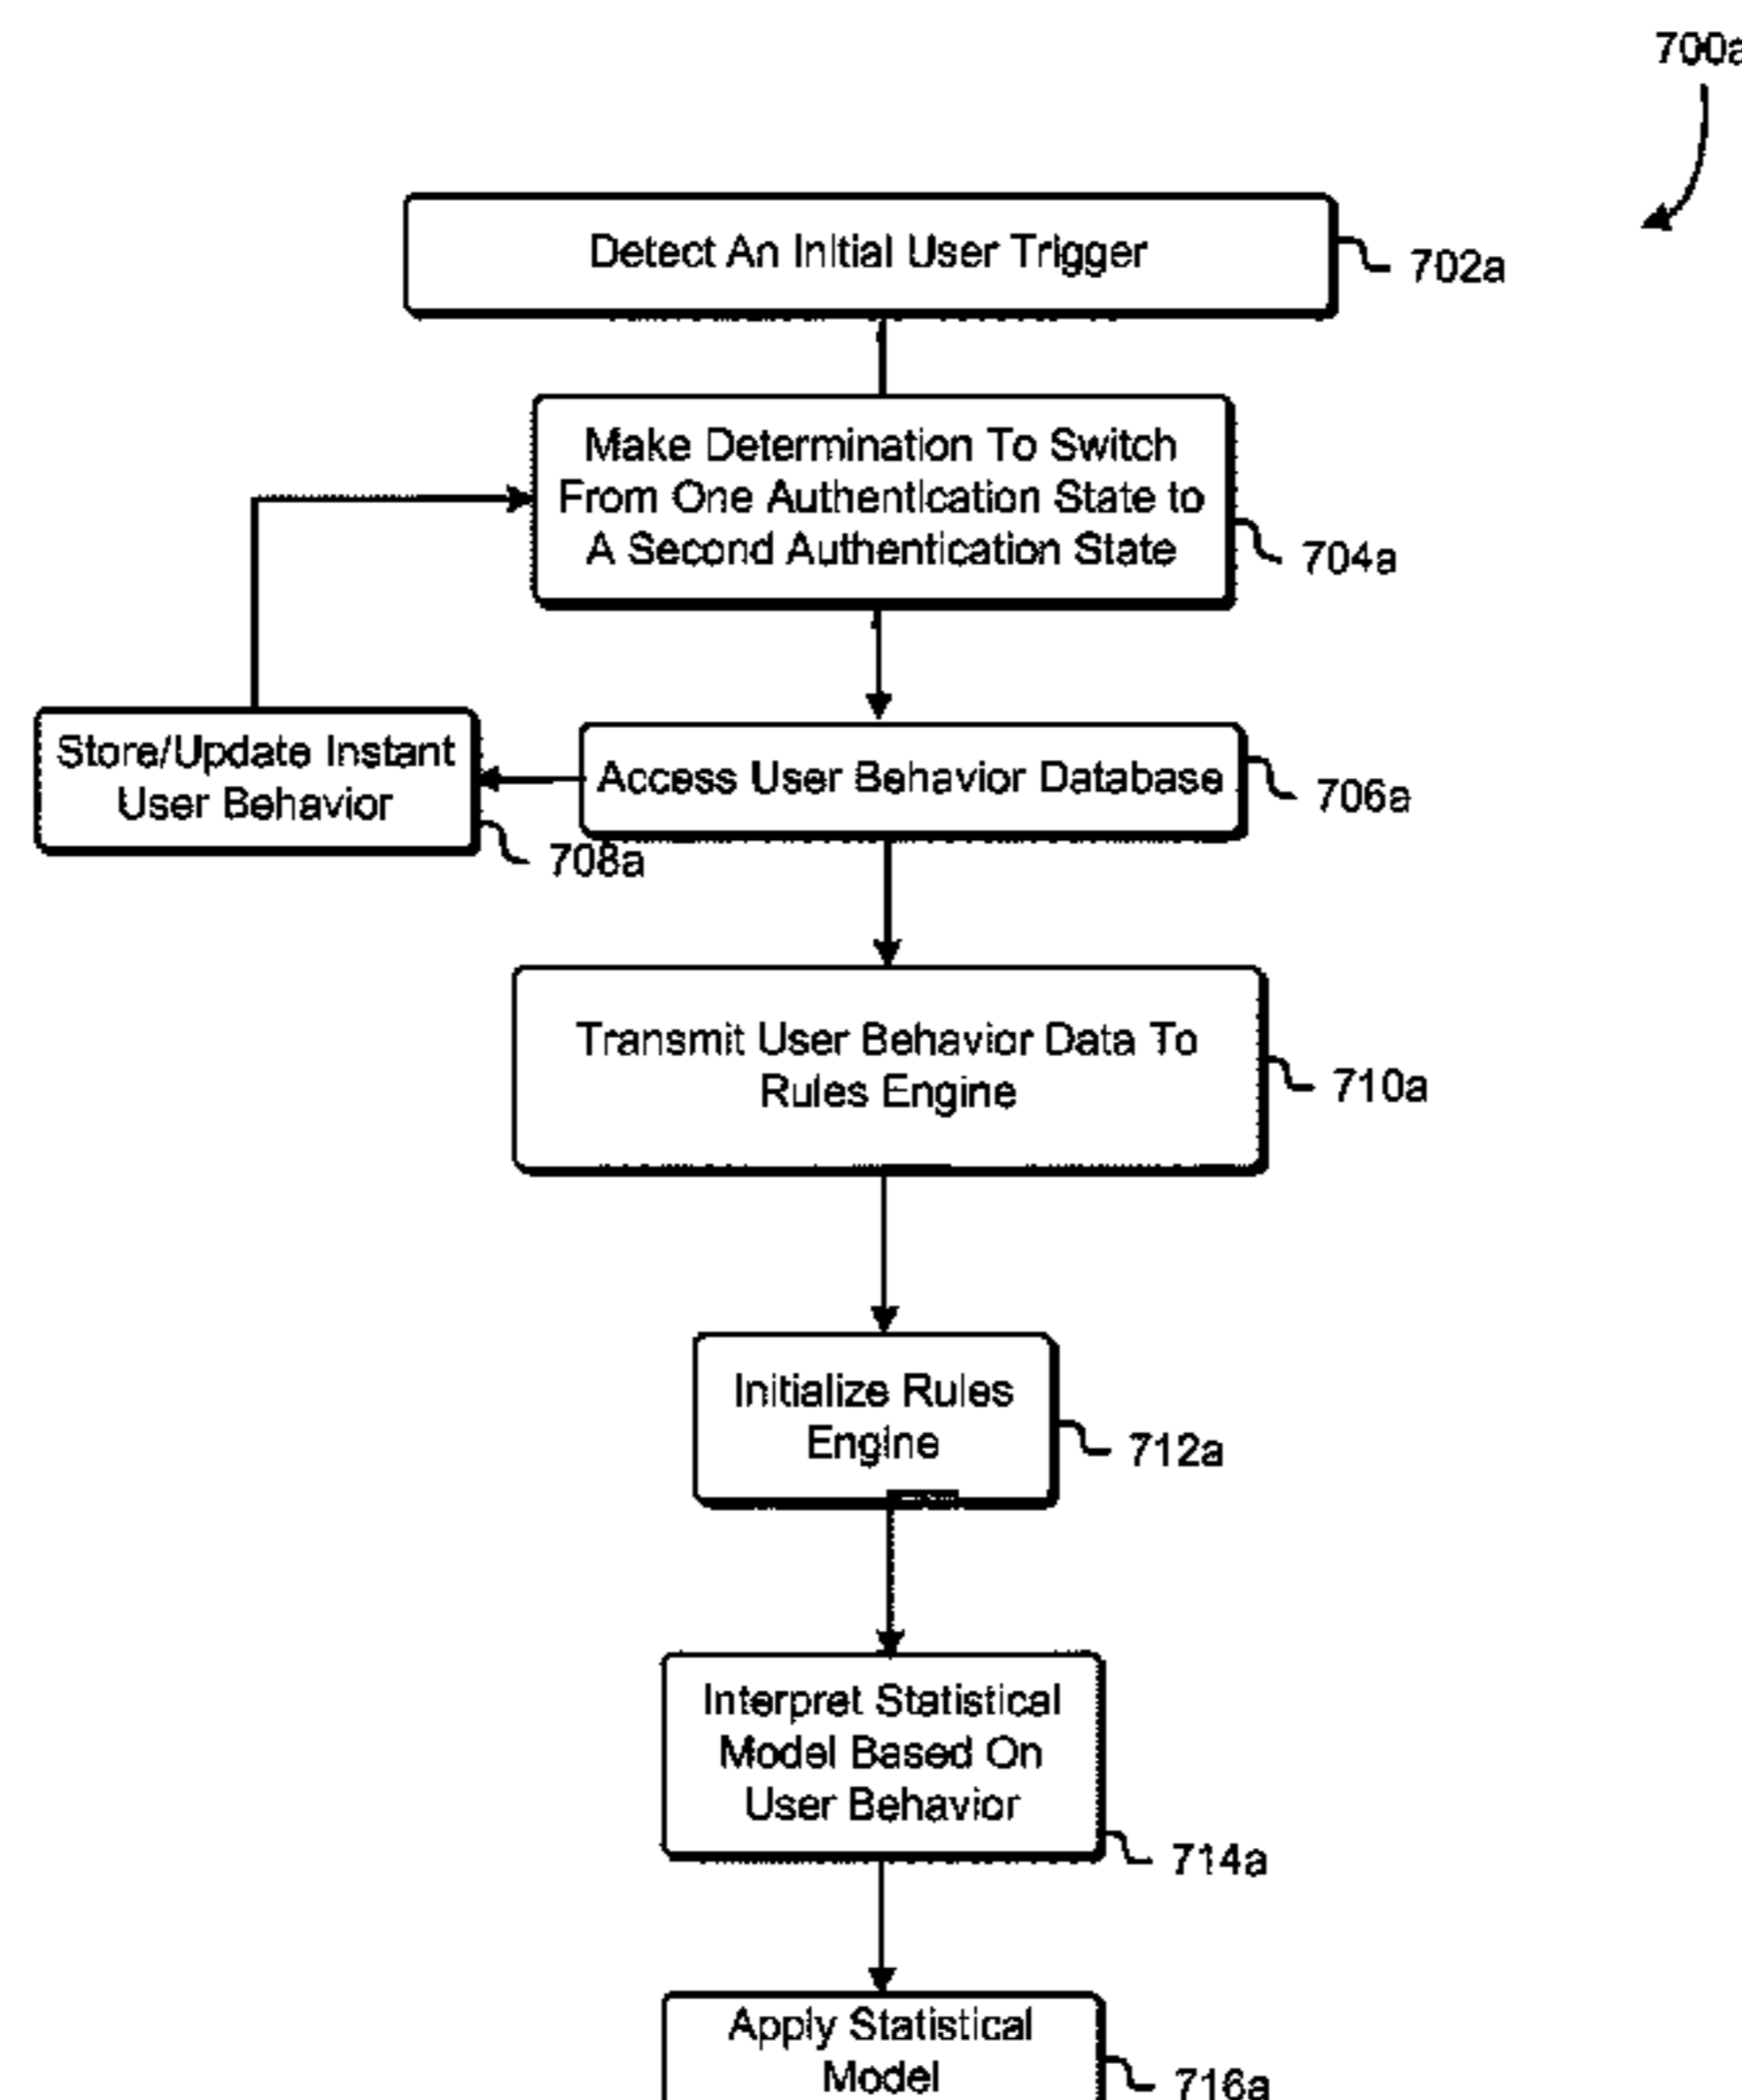 700a
Detect An Initial User Trigger
702a
Make Determination To Switch
From One Authentication State to
A Second Authentication State
704a
Store/Update Instant
User Behavior
708a
Access User Behavior Database
706a
Transmit User Behavior Data To
Rules Engine
710a
Initialize Rules
Engine
712a
Interpret Statistical
Model Based On
User Behavior
714a
Apply Statistical
Model
716a